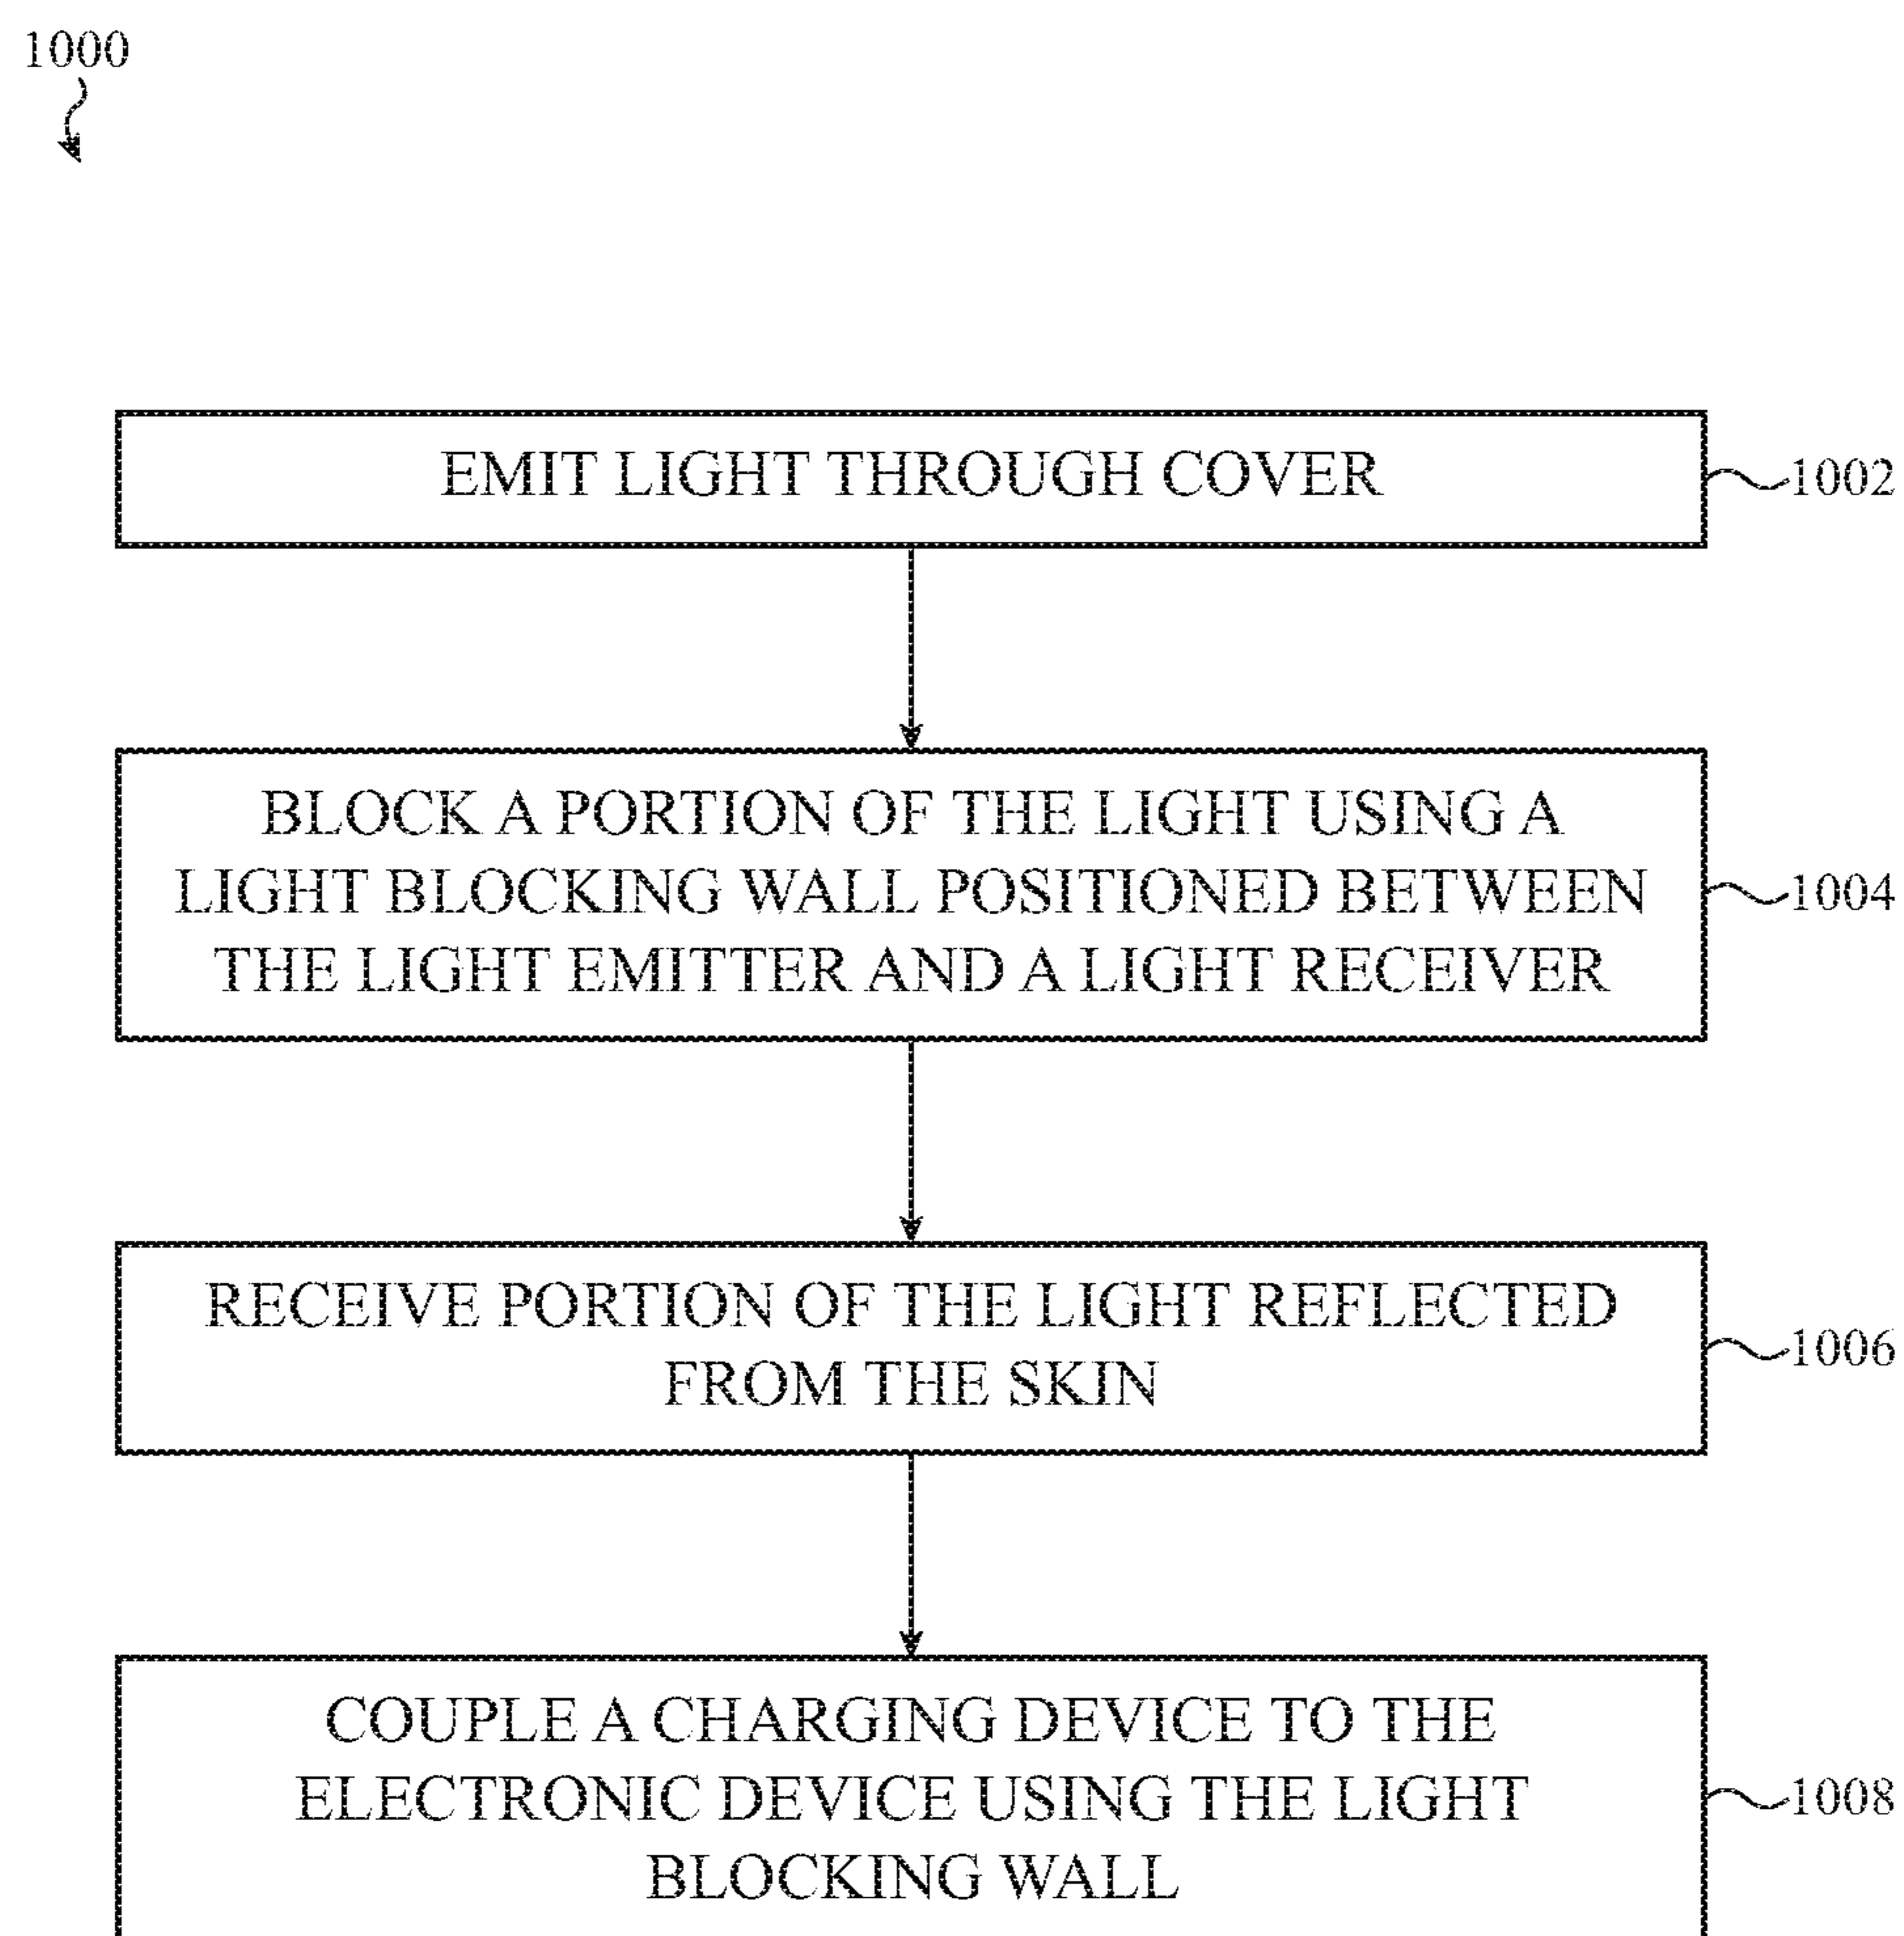 1000
EMIT LIGHT THROUGH COVER
1002
BLOCK A PORTION OF THE LIGHT USING A
LIGHT BLOCKING WALL POSITIONED BETWEEN
THE LIGHT EMITTER AND A LIGHT RECEIVER
1004
RECEIVE PORTION OF THE LIGHT REFLECTED
FROM THE SKIN
1006
COUPLE A CHARGING DEVICE TO THE
ELECTRONIC DEVICE USING THE LIGHT
BLOCKING WALL
1008